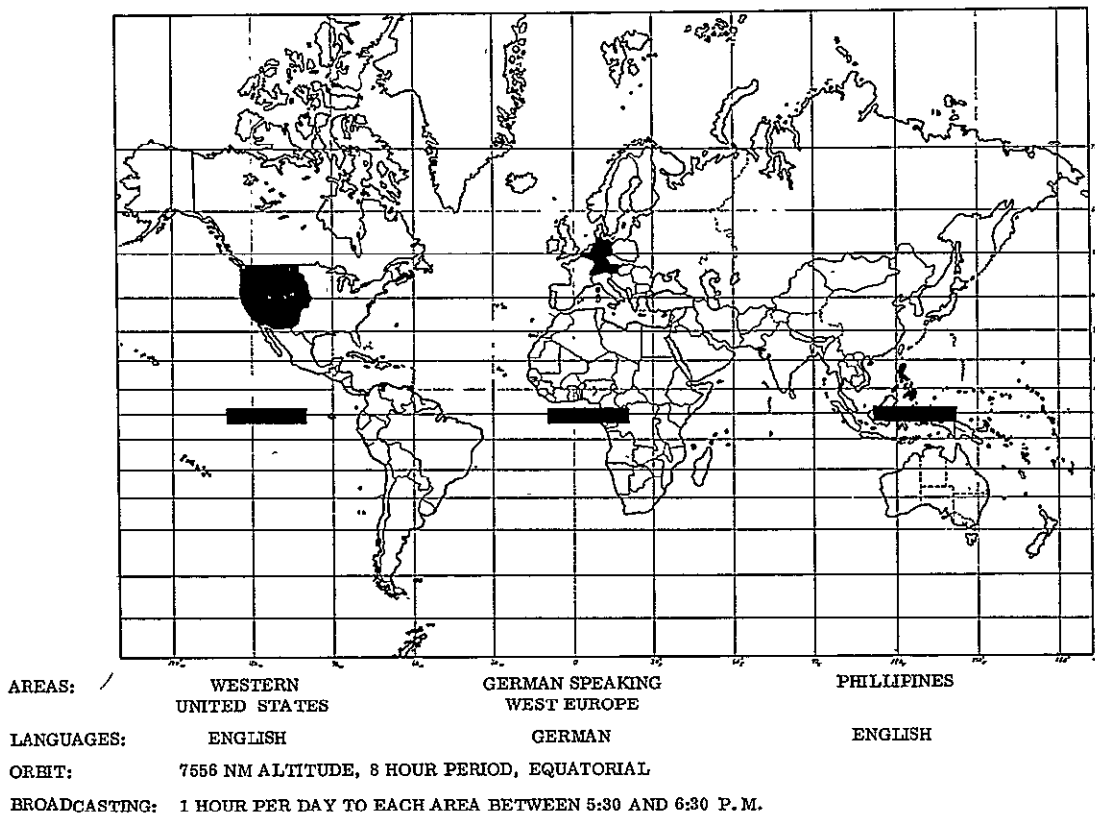 0
AREAS: WESTERN UNITED STATES GERMAN SPEAKING WEST EUROPE PHILLIPINES
LANGUAGES: ENGLISH GERMAN ENGLISH
ORBIT: 7556 NM ALTITUDE, 8 HOUR PERIOD, EQUATORIAL
BROADCASTING: 1 HOUR PER DAY TO EACH AREA BETWEEN 5:30 AND 6:30 P.M.